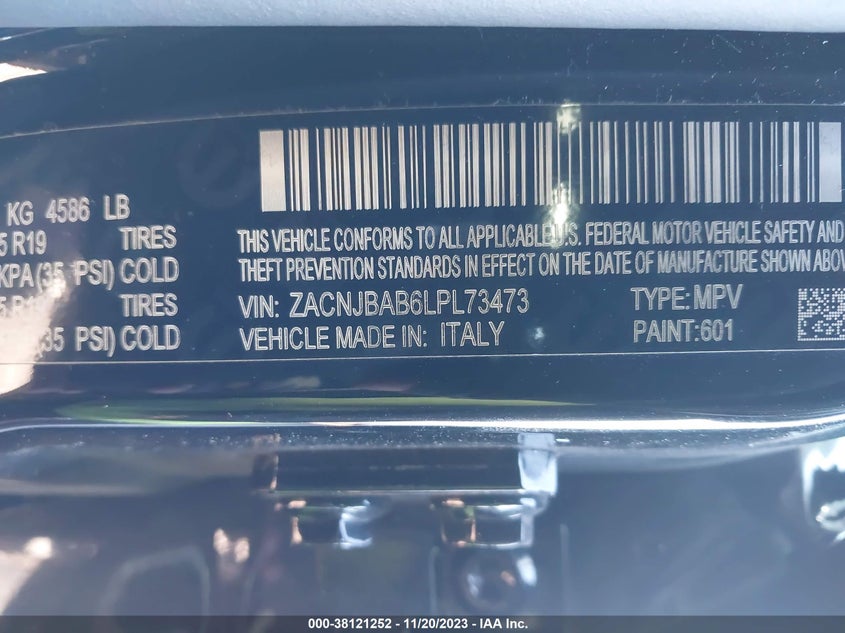 KG 4586 LB
5 R19 TIRES
KPA(35 PSI) COLD
TIRES
(35 PSI) COLD
THIS VEHICLE CONFORMS TO ALL APPLICABLE U.S. FEDERAL MOTOR VEHICLE SAFETY AND
THEFT PREVENTION STANDARDS IN EFFECT ON THE DATE OF MANUFACTURE SHOWN ABOV
VIN: ZACNJBAB6LPL73473 TYPE:MPV
VEHICLE MADE IN: ITALY PAINT:601
000-38121252 - 11/20/2023 - IAA Inc.